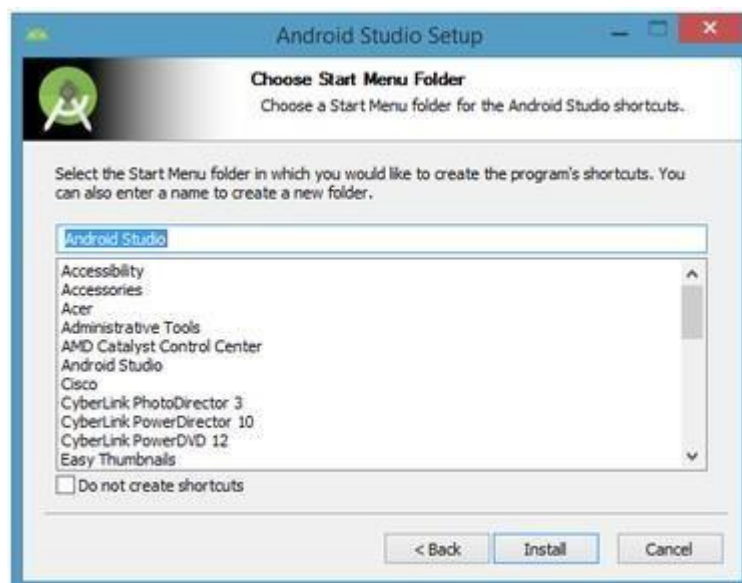 Android Studio Setup
Choose Start Menu Folder
Choose a Start Menu folder for the Android Studio shortcuts.
Select the Start Menu folder in which you would like to create the program's shortcuts. You
can also enter a name to create a new folder.
Android Studio
Accessibility
Accessories
Acer
Administrative Tools
AMD Catalyst Control Center
Android Studio
Cisco
CyberLink PhotoDirector 3
CyberLink PowerDirector 10
CyberLink PowerDVD 12
Easy Thumbnails
Do not create shortcuts
< Back
Install
Cancel